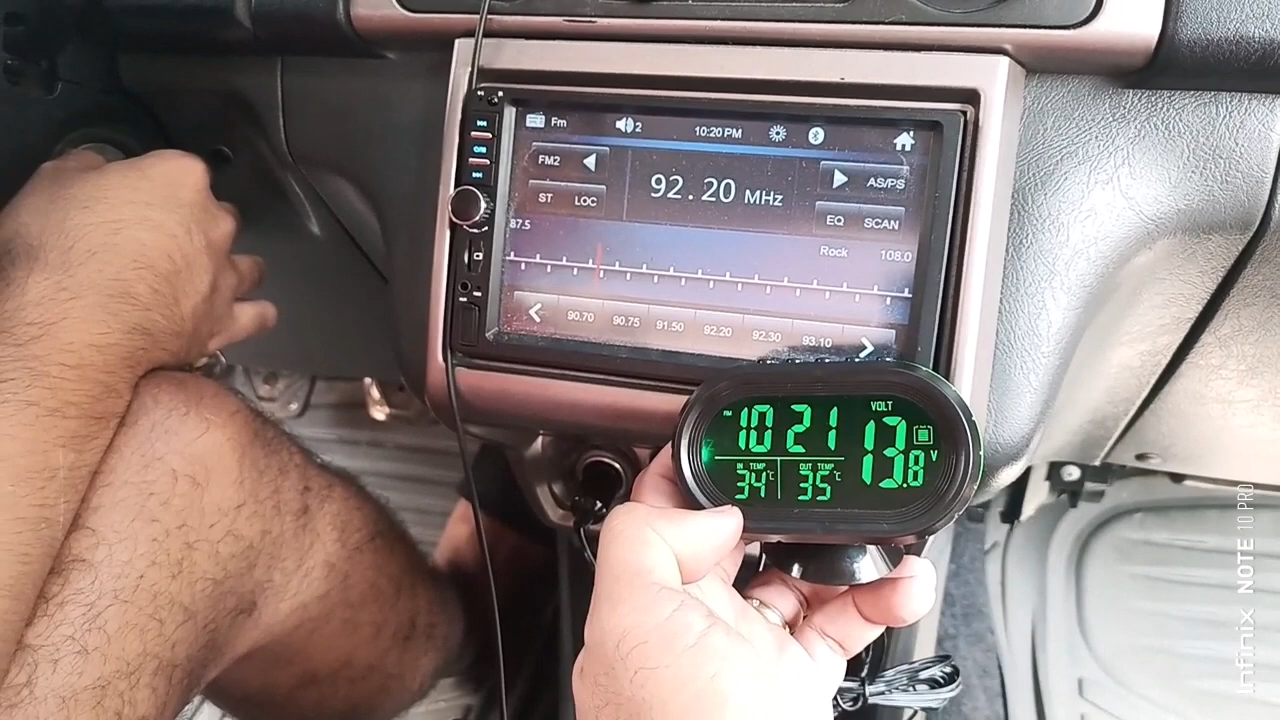 Fm 2 10:20 PM
FM2 92.20 MHz AS/PS
ST LOC EQ SCAN
87.5 Rock 108.0
90.70 90.75 91.50 92.20 92.30 93.10
VOLT
10 21 13.8 V
IN TEMP OUT TEMP
34°C 35°C
Infinix NOTE 10 PRO